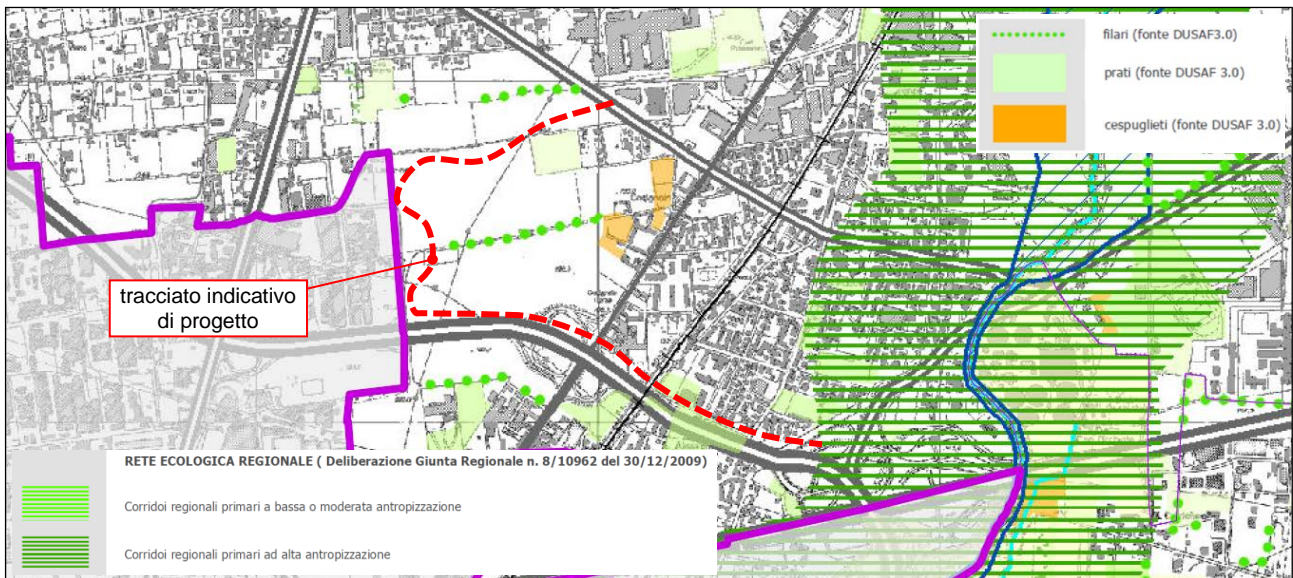 filari (fonte DUSAF3.0)
prati (fonte DUSAF 3.0)
cespuglieti (fonte DUSAF 3.0)
tracciato indicativo
di progetto
RETE ECOLOGICA REGIONALE ( Deliberazione Giunta Regionale n. 8/10962 del 30/12/2009)
Corridoi regionali primari a bassa o moderata antropizzazione
Corridoi regionali primari ad alta antropizzazione